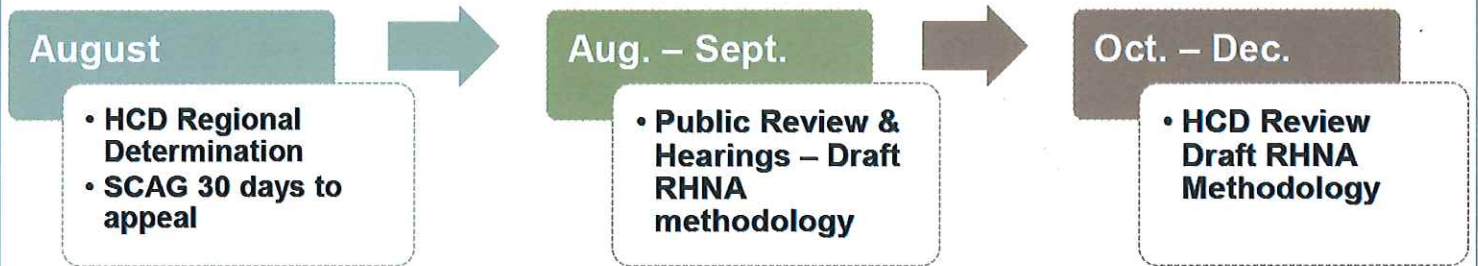 August
• HCD Regional
Determination
• SCAG 30 days to
appeal
Aug. – Sept.
• Public Review &
Hearings – Draft
RHNA
methodology
Oct. – Dec.
• HCD Review
Draft RHNA
Methodology